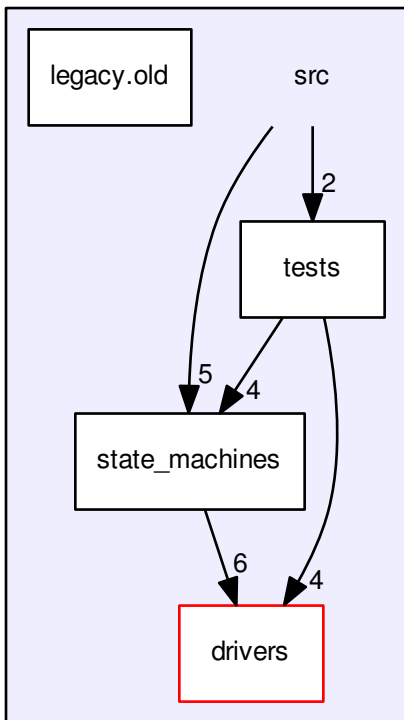 legacy.old
src
2
tests
5
4
state_machines
6
4
drivers